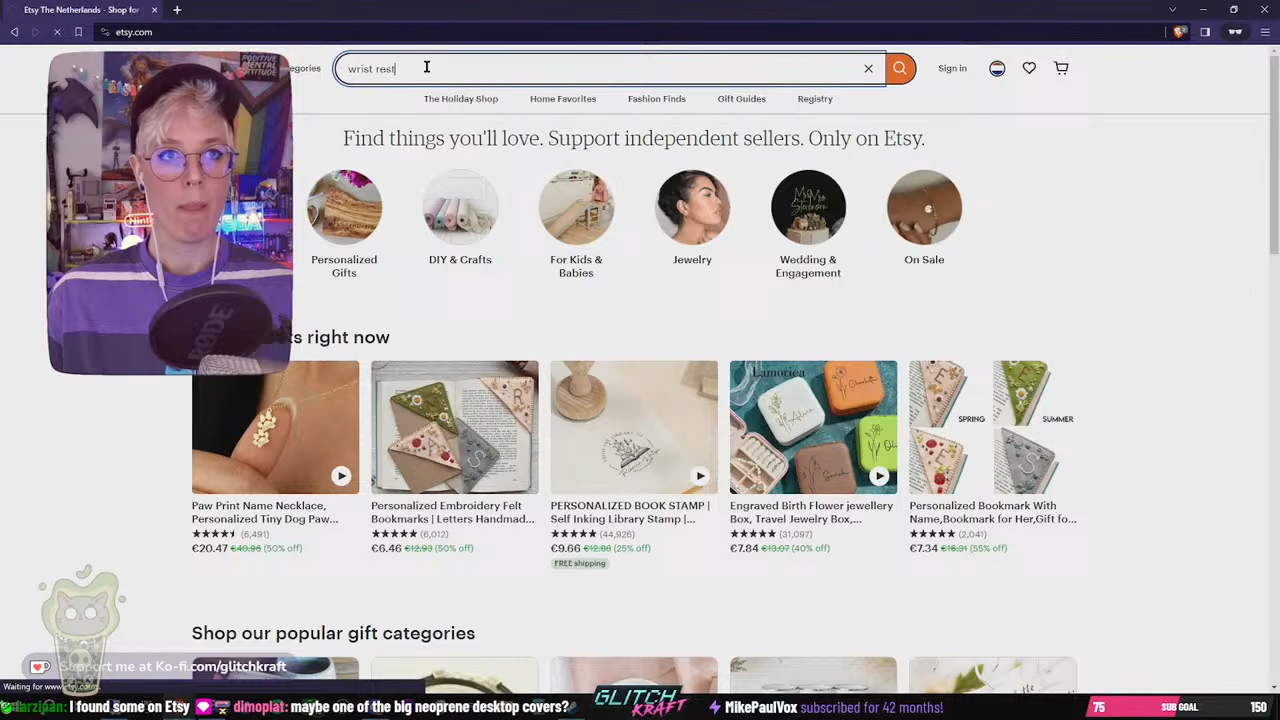 Etsy The Netherlands - Shop for
etsy.com
egories
wrist rest
Sign in
The Holiday Shop
Home Favorites
Fashion Finds
Gift Guides
Registry
POSITIVE
MENTAL
ATTITUDE
Find things you'll love. Support independent sellers. Only on Etsy.
Personalized
Gifts
DIY & Crafts
For Kids &
Babies
Jewelry
Wedding &
Engagement
On Sale
RØDE
ts right now
Lamoriea
SPRING
SUMMER
Paw Print Name Necklace,
Personalized Tiny Dog Paw...
(6,491)
€20.47 €40.95 (50% off)
Personalized Embroidery Felt
Bookmarks | Letters Handmad...
(6,012)
€6.46 €12.93 (50% off)
PERSONALIZED BOOK STAMP |
Self Inking Library Stamp |...
(44,926)
€9.66 €12.88 (25% off)
FREE shipping
Engraved Birth Flower jewellery
Box, Travel Jewelry Box,...
(31,097)
€7.84 €13.07 (40% off)
Personalized Bookmark With
Name,Bookmark for Her,Gift fo...
(2,041)
€7.34 €16.31 (55% off)
Shop our popular gift categories
Support me at Ko-fi.com/glitchkraft
Waiting for www.etsy.com...
arzipan: I found some on Etsy
dimoplat: maybe one of the big neoprene desktop covers?
GLITCH
KRAFT
MikePaulVox subscribed for 42 months!
75 SUB GOAL 150